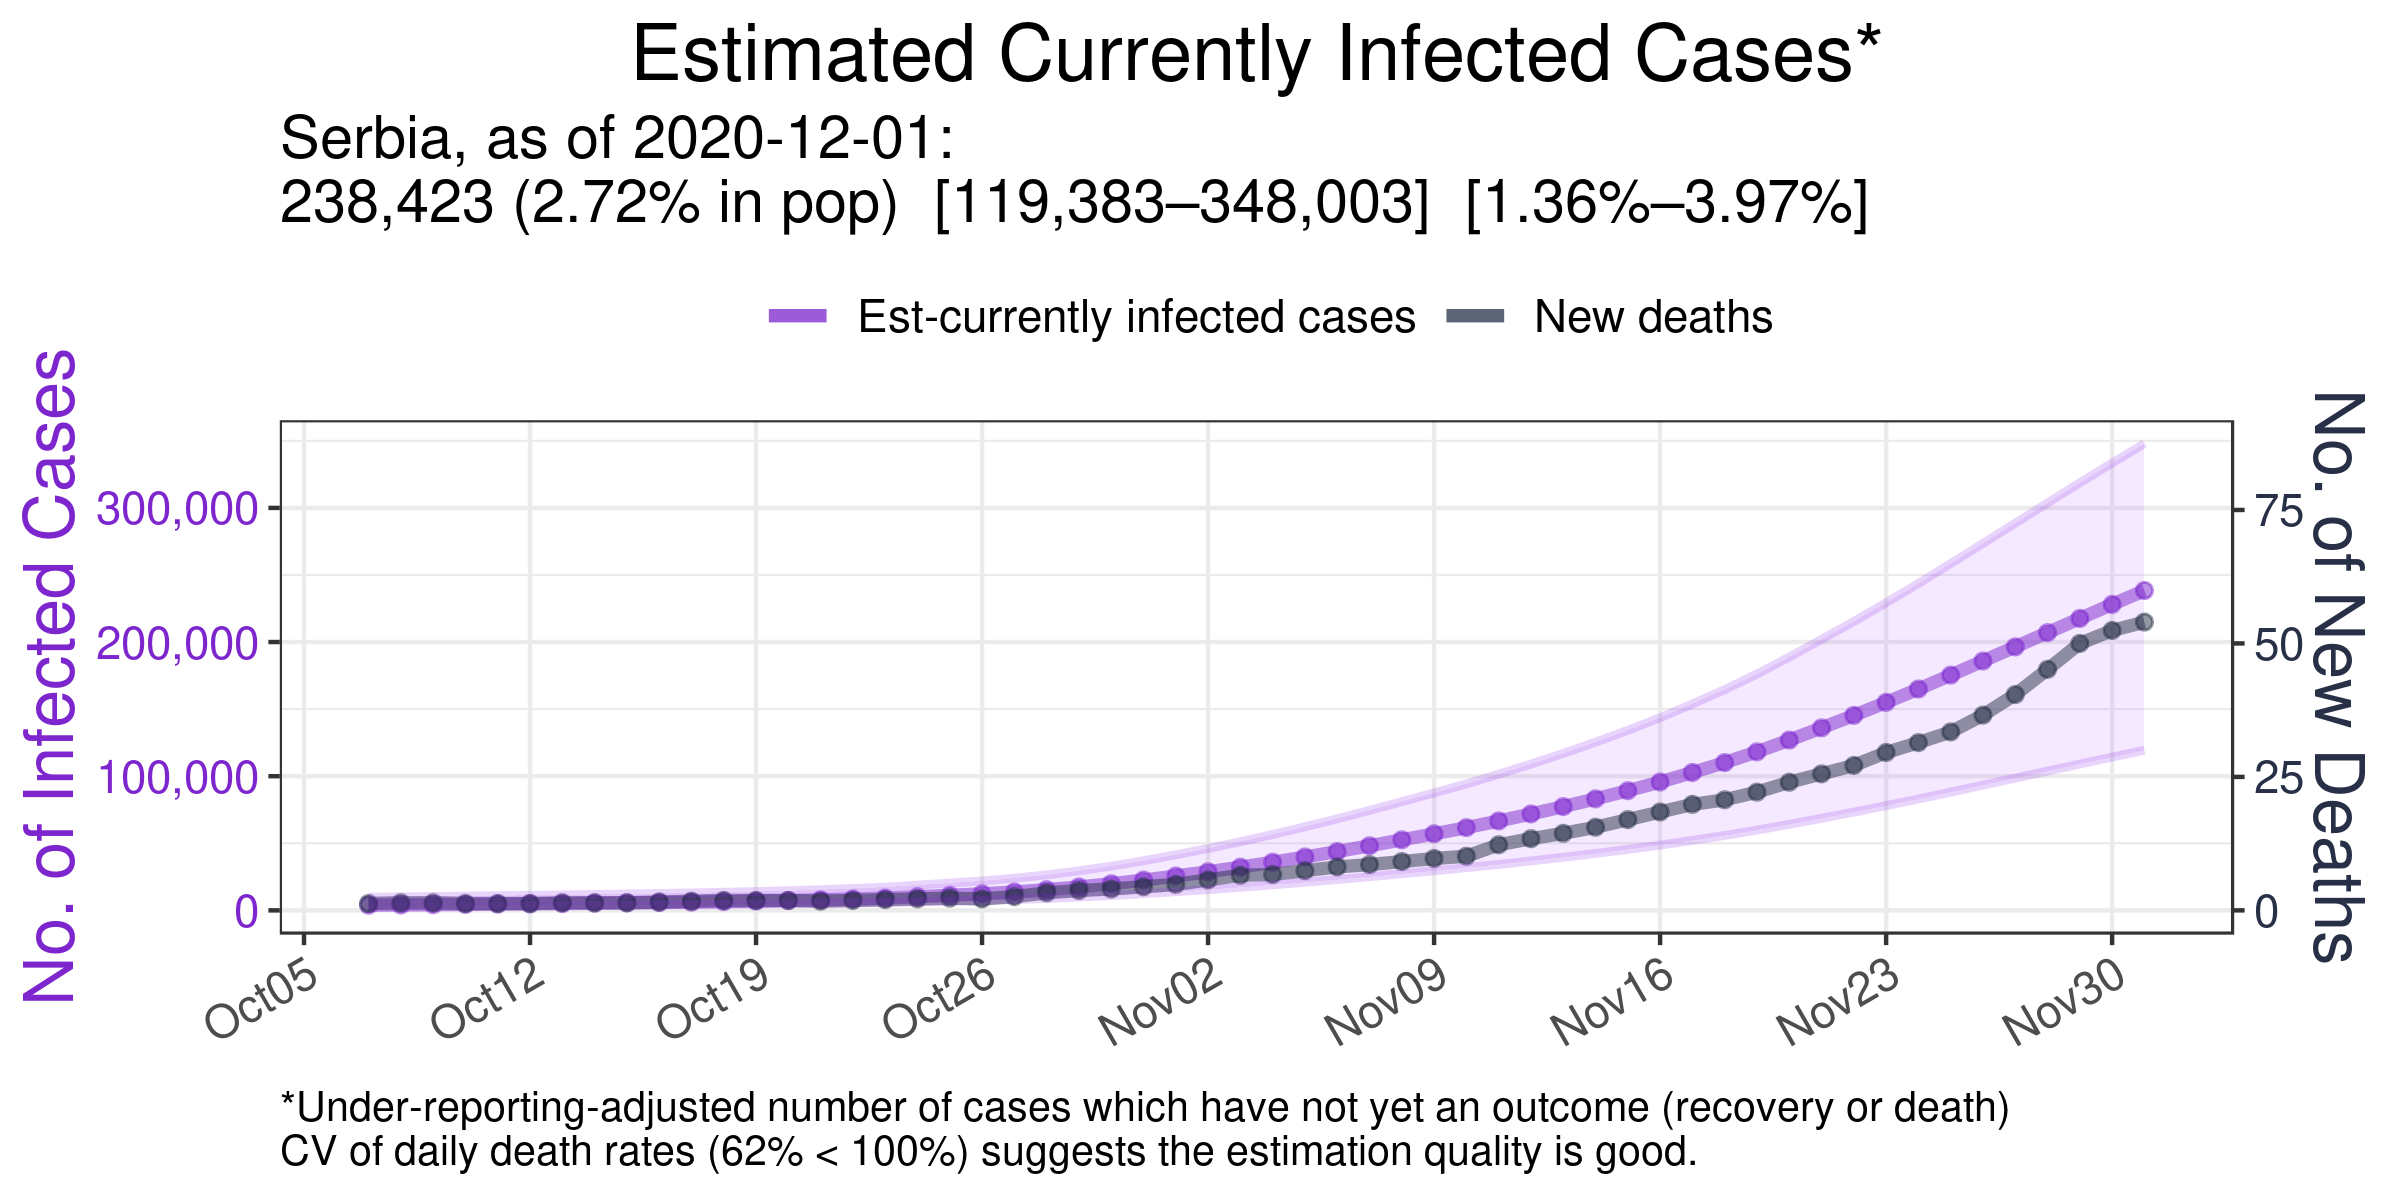 Estimated Currently Infected Cases*
Serbia, as of 2020-12-01:
238,423 (2.72% in pop) [119,383–348,003] [1.36%–3.97%]
Est-currently infected cases New deaths
No. of Infected Cases
300,000
200,000
100,000
0
75
50
25
0
No. of New Deaths
Oct05 Oct12 Oct19 Oct26 Nov02 Nov09 Nov16 Nov23 Nov30
*Under-reporting-adjusted number of cases which have not yet an outcome (recovery or death)
CV of daily death rates (62% < 100%) suggests the estimation quality is good.